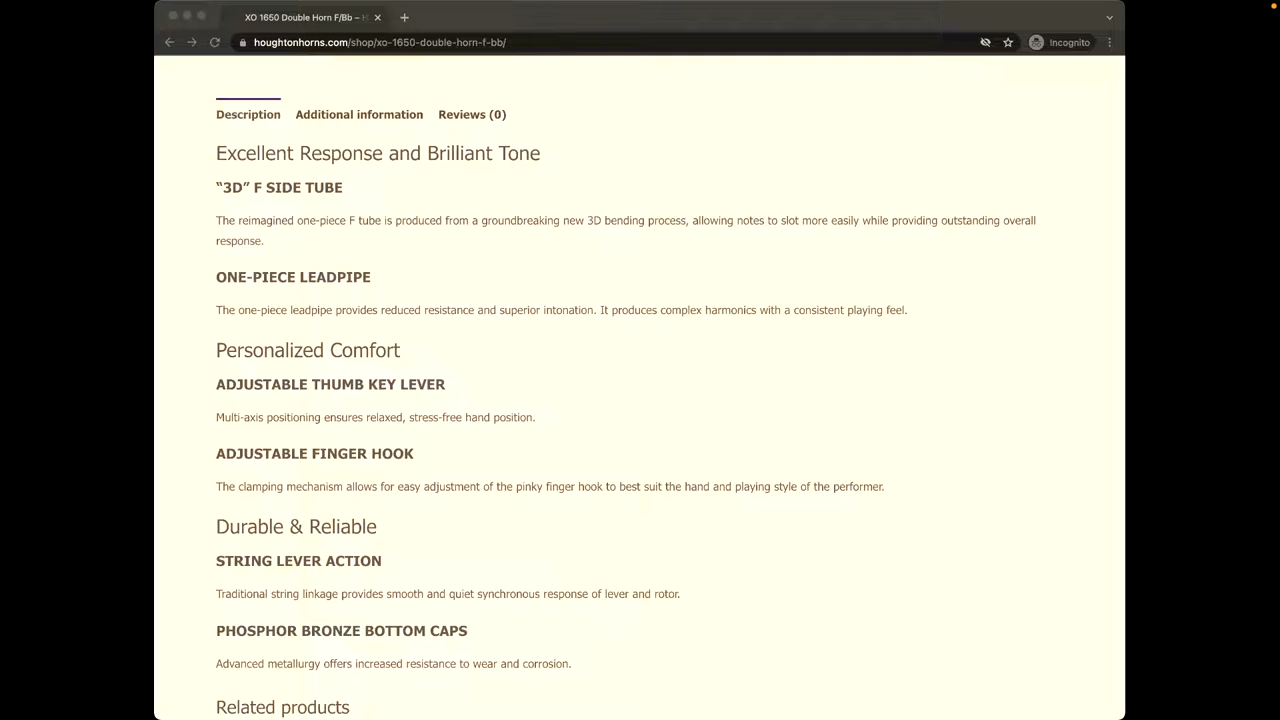 XO 1650 Double Horn F/Bb –
houghtonhorns.com/shop/xo-1650-double-horn-f-bb/
Incognito
Description Additional information Reviews (0)
Excellent Response and Brilliant Tone
“3D” F SIDE TUBE
The reimagined one-piece F tube is produced from a groundbreaking new 3D bending process, allowing notes to slot more easily while providing outstanding overall
response.
ONE-PIECE LEADPIPE
The one-piece leadpipe provides reduced resistance and superior intonation. It produces complex harmonics with a consistent playing feel.
Personalized Comfort
ADJUSTABLE THUMB KEY LEVER
Multi-axis positioning ensures relaxed, stress-free hand position.
ADJUSTABLE FINGER HOOK
The clamping mechanism allows for easy adjustment of the pinky finger hook to best suit the hand and playing style of the performer.
Durable & Reliable
STRING LEVER ACTION
Traditional string linkage provides smooth and quiet synchronous response of lever and rotor.
PHOSPHOR BRONZE BOTTOM CAPS
Advanced metallurgy offers increased resistance to wear and corrosion.
Related products